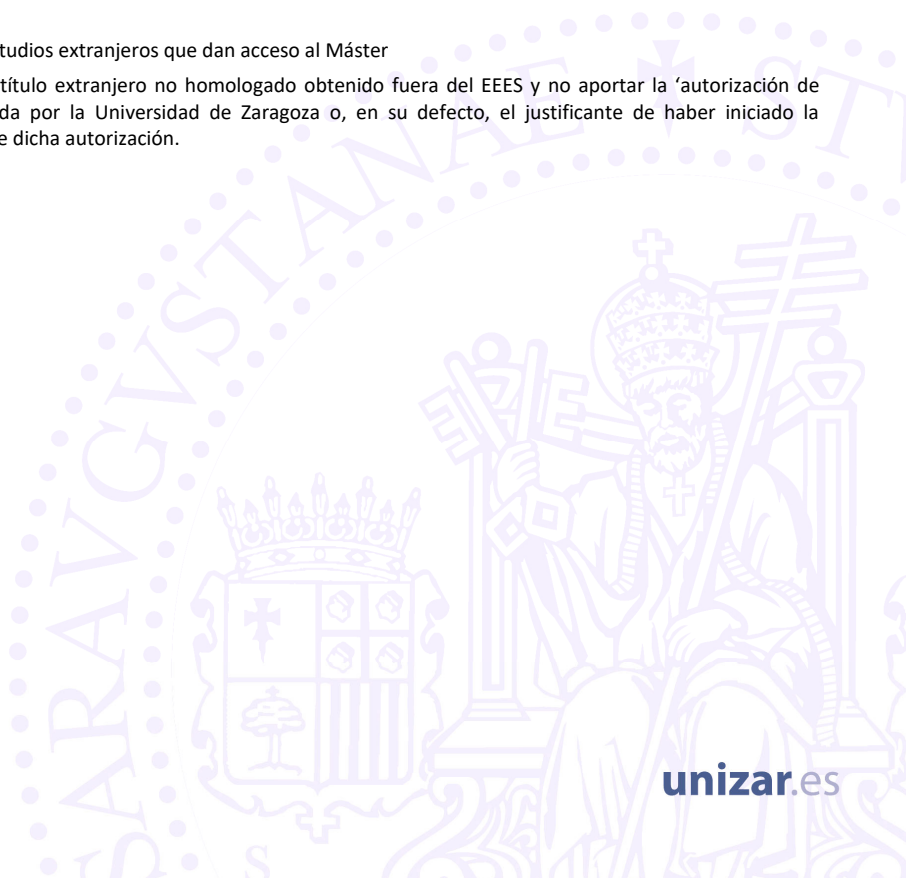 tudios extranjeros que dan acceso al Máster
título extranjero no homologado obtenido fuera del EEES y no aportar la ‘autorización de
da por la Universidad de Zaragoza o, en su defecto, el justificante de haber iniciado la
e dicha autorización.
SARAVGVSTANAE ST
unizar.es
S